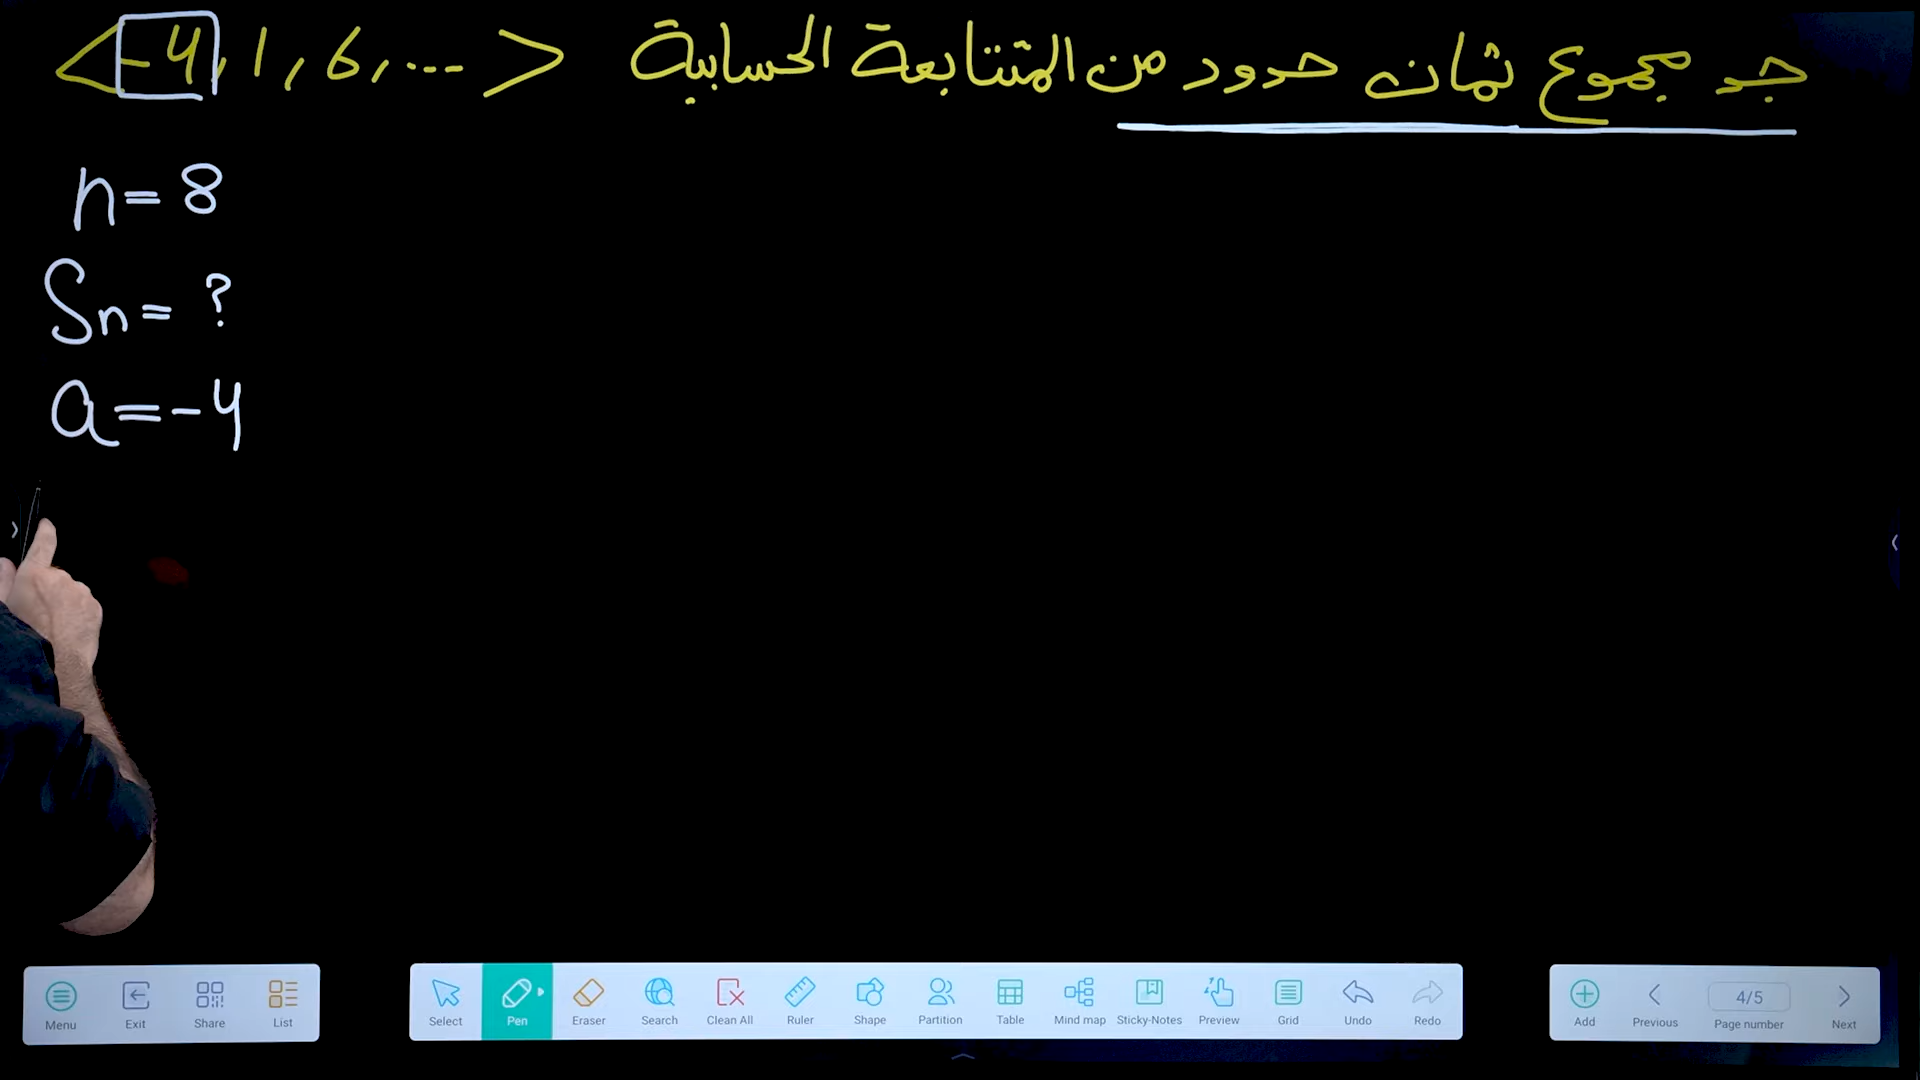 جد مجموع ثمان حدود من المتتابعة الحسابية < -4, 1, 6, ... >
n = 8
Sn = ?
a = -4
Menu
Exit
Share
List
Select
Pen
Eraser
Search
Clean All
Ruler
Shape
Partition
Table
Mind map
Sticky-Notes
Preview
Grid
Undo
Redo
Add
Previous
4/5
Page number
Next